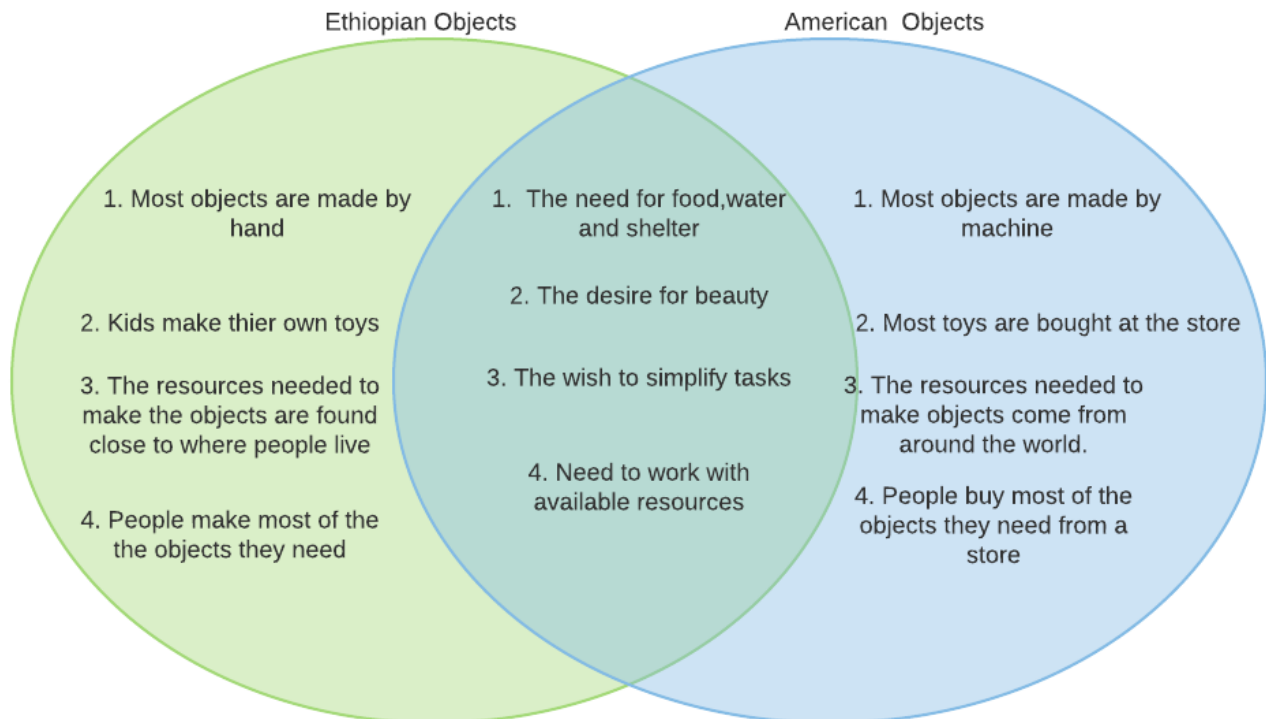 Ethiopian Objects
American  Objects
1. Most objects are made by
hand
2. Kids make thier own toys
3. The resources needed to
make the objects are found
close to where people live
4. People make most of the
the objects they need
1.  The need for food,water
and shelter
2. The desire for beauty
3. The wish to simplify tasks
4. Need to work with
available resources
1. Most objects are made by
machine
2. Most toys are bought at the store
3. The resources needed to
make objects come from
around the world.
4. People buy most of the
objects they need from a
store